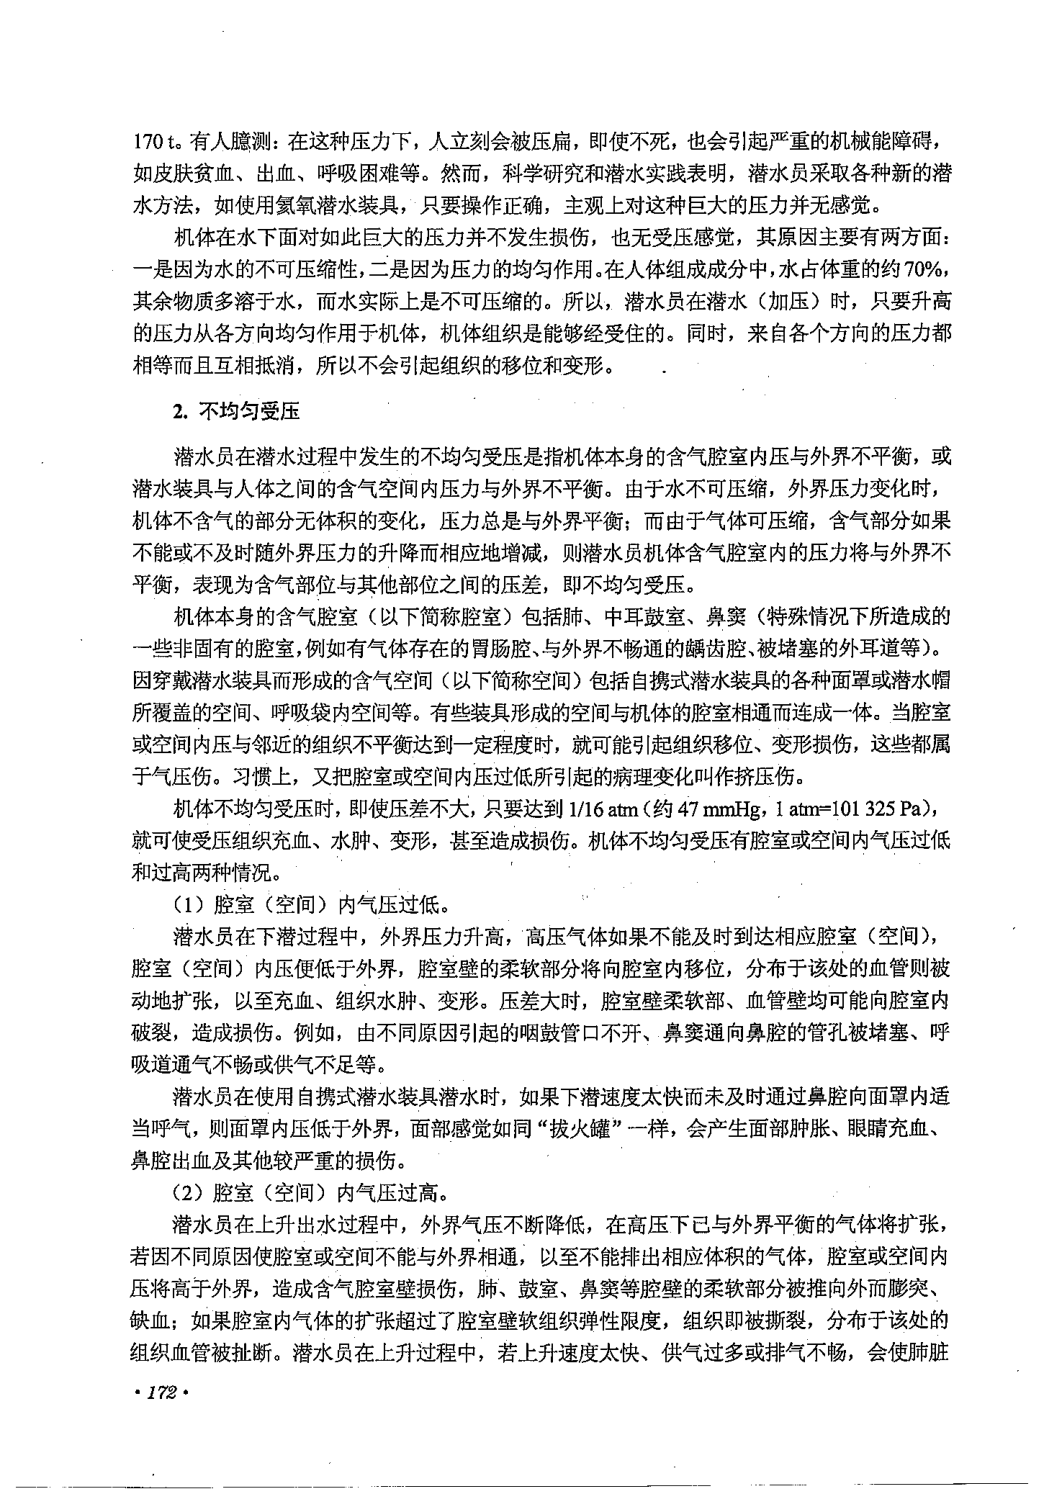 170 t。有人臆测：在这种压力下，人立刻会被压扁，即使不死，也会引起严重的机械能障碍，
如皮肤贫血、出血、呼吸困难等。然而，科学研究和潜水实践表明，潜水员采取各种新的潜
水方法，如使用氦氧潜水装具，只要操作正确，主观上对这种巨大的压力并无感觉。
机体在水下面对如此巨大的压力并不发生损伤，也无受压感觉，其原因主要有两方面：
一是因为水的不可压缩性，二是因为压力的均匀作用。在人体组成成分中，水占体重的约 70%，
其余物质多溶于水，而水实际上是不可压缩的。所以，潜水员在潜水（加压）时，只要升高
的压力从各方向均匀作用于机体，机体组织是能够经受住的。同时，来自各个方向的压力都
相等而且互相抵消，所以不会引起组织的移位和变形。
2. 不均匀受压
潜水员在潜水过程中发生的不均匀受压是指机体本身的含气腔室内压与外界不平衡，或
潜水装具与人体之间的含气空间内压力与外界不平衡。由于水不可压缩，外界压力变化时，
机体不含气的部分无体积的变化，压力总是与外界平衡；而由于气体可压缩，含气部分如果
不能或不及时随外界压力的升降而相应地增减，则潜水员机体含气腔室内的压力将与外界不
平衡，表现为含气部位与其他部位之间的压差，即不均匀受压。
机体本身的含气腔室（以下简称腔室）包括肺、中耳鼓室、鼻窦（特殊情况下所造成的
一些非固有的腔室，例如有气体存在的胃肠腔、与外界不畅通的龋齿腔、被堵塞的外耳道等）。
因穿戴潜水装具而形成的含气空间（以下简称空间）包括自携式潜水装具的各种面罩或潜水帽
所覆盖的空间、呼吸袋内空间等。有些装具形成的空间与机体的腔室相通而连成一体。当腔室
或空间内压与邻近的组织不平衡达到一定程度时，就可能引起组织移位、变形损伤，这些都属
于气压伤。习惯上，又把腔室或空间内压过低所引起的病理变化叫作挤压伤。
机体不均匀受压时，即使压差不大，只要达到 1/16 atm（约 47 mmHg，1 atm=101 325 Pa），
就可使受压组织充血、水肿、变形，甚至造成损伤。机体不均匀受压有腔室或空间内气压过低
和过高两种情况。
（1）腔室（空间）内气压过低。
潜水员在下潜过程中，外界压力升高，高压气体如果不能及时到达相应腔室（空间），
腔室（空间）内压便低于外界，腔室壁的柔软部分将向腔室内移位，分布于该处的血管则被
动地扩张，以至充血、组织水肿、变形。压差大时，腔室壁柔软部、血管壁均可能向腔室内
破裂，造成损伤。例如，由不同原因引起的咽鼓管口不开、鼻窦通向鼻腔的管孔被堵塞、呼
吸道通气不畅或供气不足等。
潜水员在使用自携式潜水装具潜水时，如果下潜速度太快而未及时通过鼻腔向面罩内适
当呼气，则面罩内压低于外界，面部感觉如同“拔火罐”一样，会产生面部肿胀、眼睛充血、
鼻腔出血及其他较严重的损伤。
（2）腔室（空间）内气压过高。
潜水员在上升出水过程中，外界气压不断降低，在高压下已与外界平衡的气体将扩张，
若因不同原因使腔室或空间不能与外界相通，以至不能排出相应体积的气体，腔室或空间内
压将高于外界，造成含气腔室壁损伤，肺、鼓室、鼻窦等腔壁的柔软部分被推向外而膨突、
缺血；如果腔室内气体的扩张超过了腔室壁软组织弹性限度，组织即被撕裂，分布于该处的
组织血管被扯断。潜水员在上升过程中，若上升速度太快、供气过多或排气不畅，会使肺脏
·172·